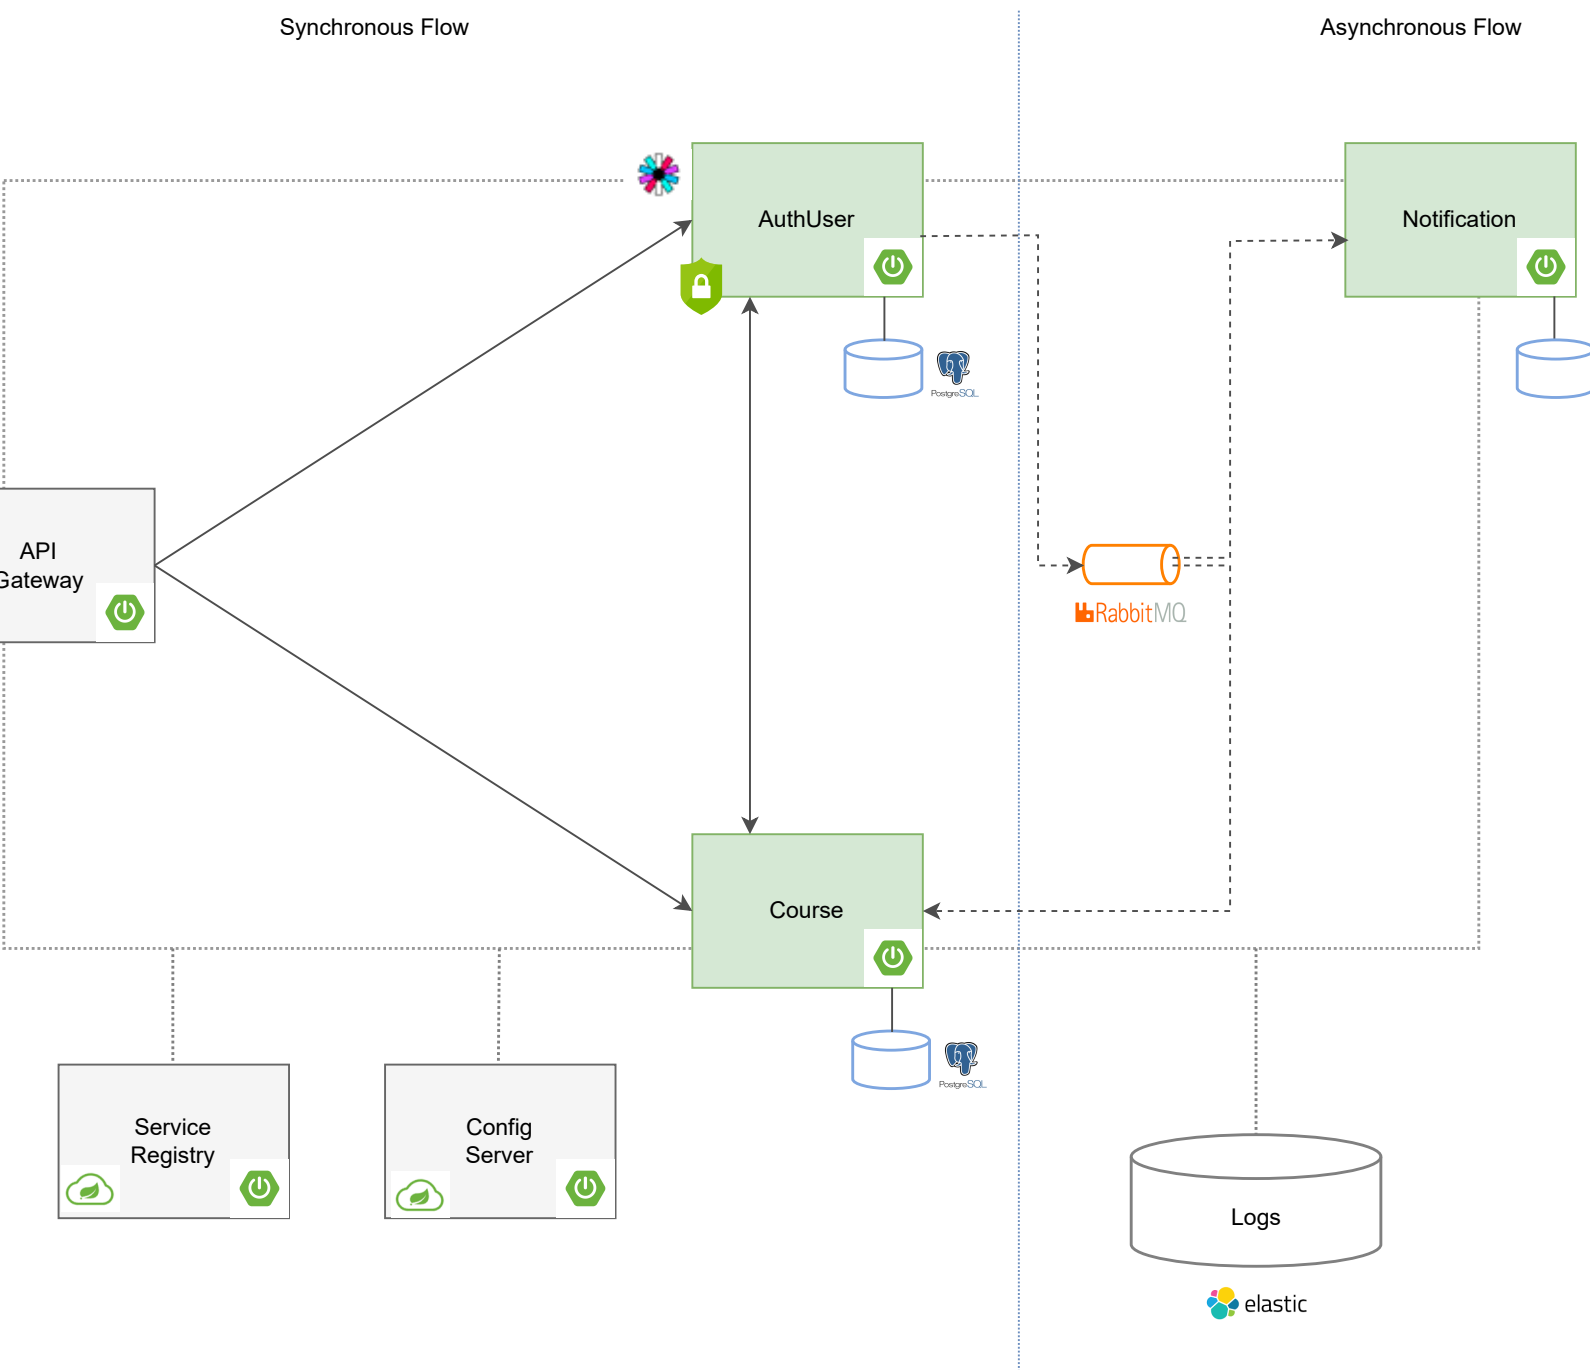 Synchronous Flow
Asynchronous Flow
AuthUser
Notification
PostgreSQL
API
Gateway
RabbitMQ
Course
PostgreSQL
Service
Registry
Config
Server
Logs
elastic